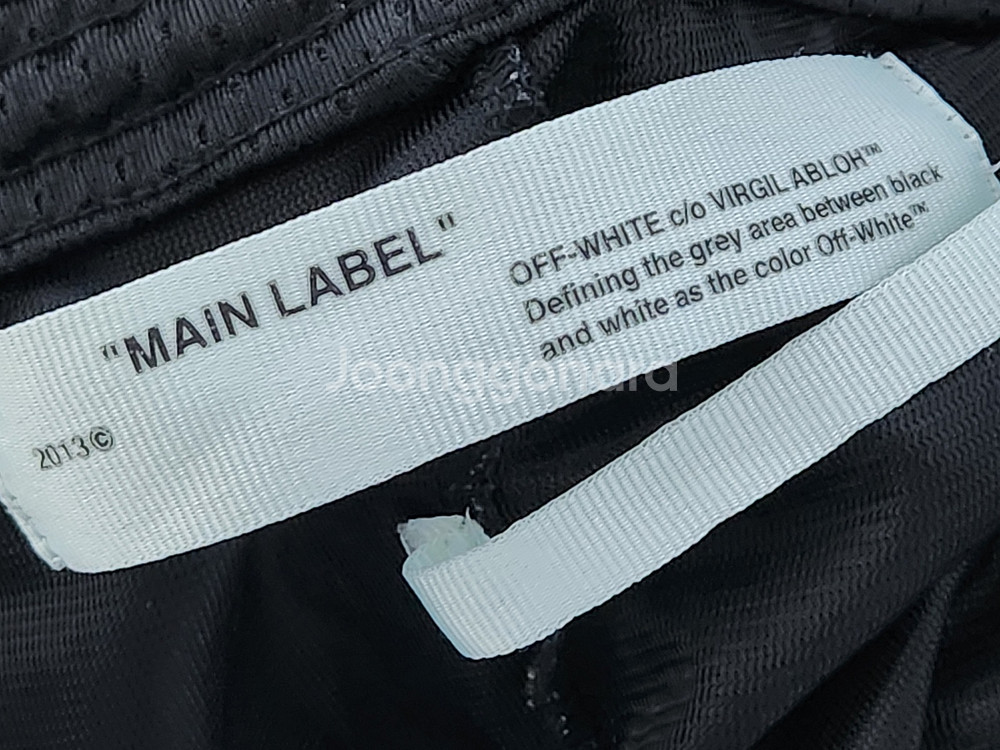 "MAIN LABEL"
2013©
OFF-WHITE c/o VIRGIL ABLOH™
Defining the grey area between black
and white as the color Off-White™
Joonggonara